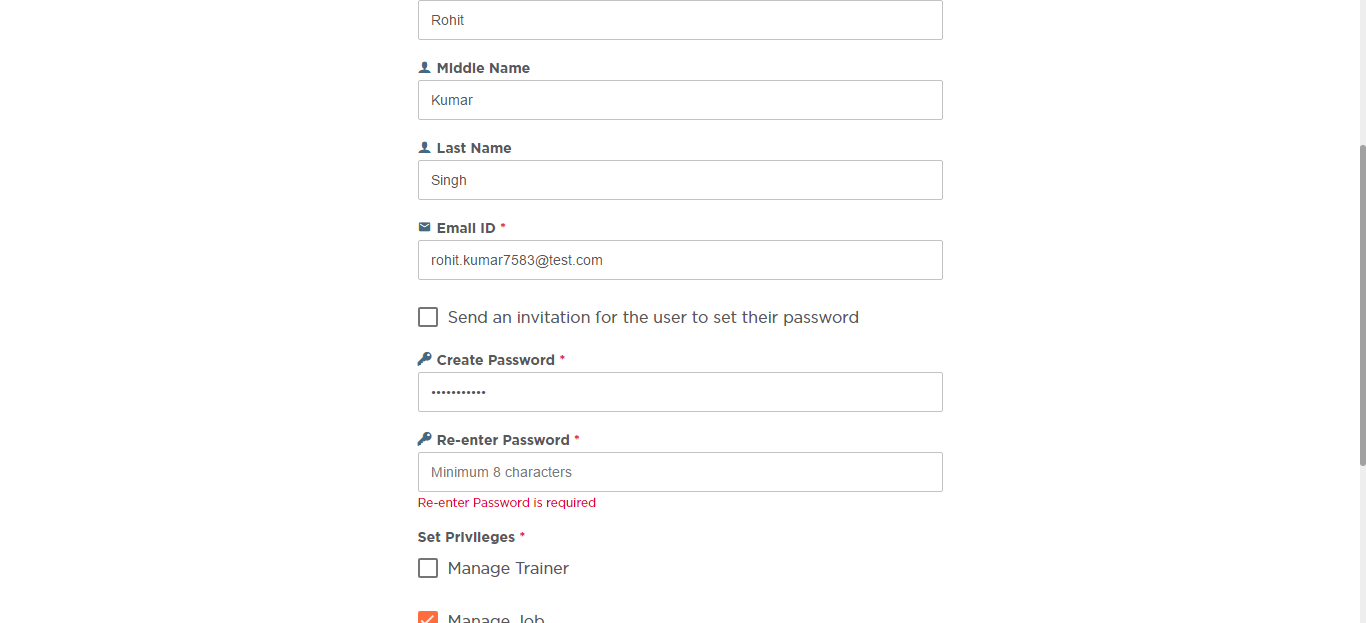 Rohit
Middle Name
Kumar
Last Name
Singh
Email ID *
rohit.kumar7583@test.com
Send an invitation for the user to set their password
Create Password *
•••••••••••
Re-enter Password *
Minimum 8 characters
Re-enter Password is required
Set Privileges *
Manage Trainer
Manage Job